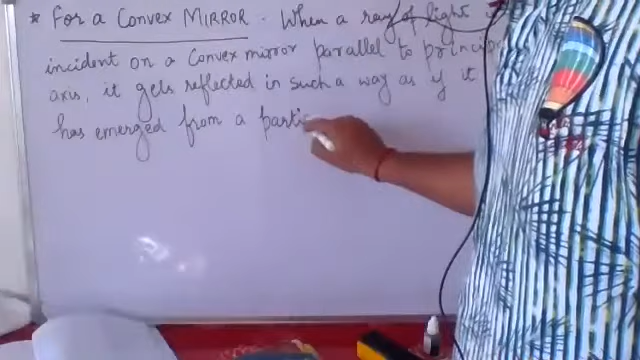 * For a Convex MIRROR. When a ray of light
incident on a Convex mirror parallel to princip
axis, it gets reflected in such a way as if it
has emerged from a parti